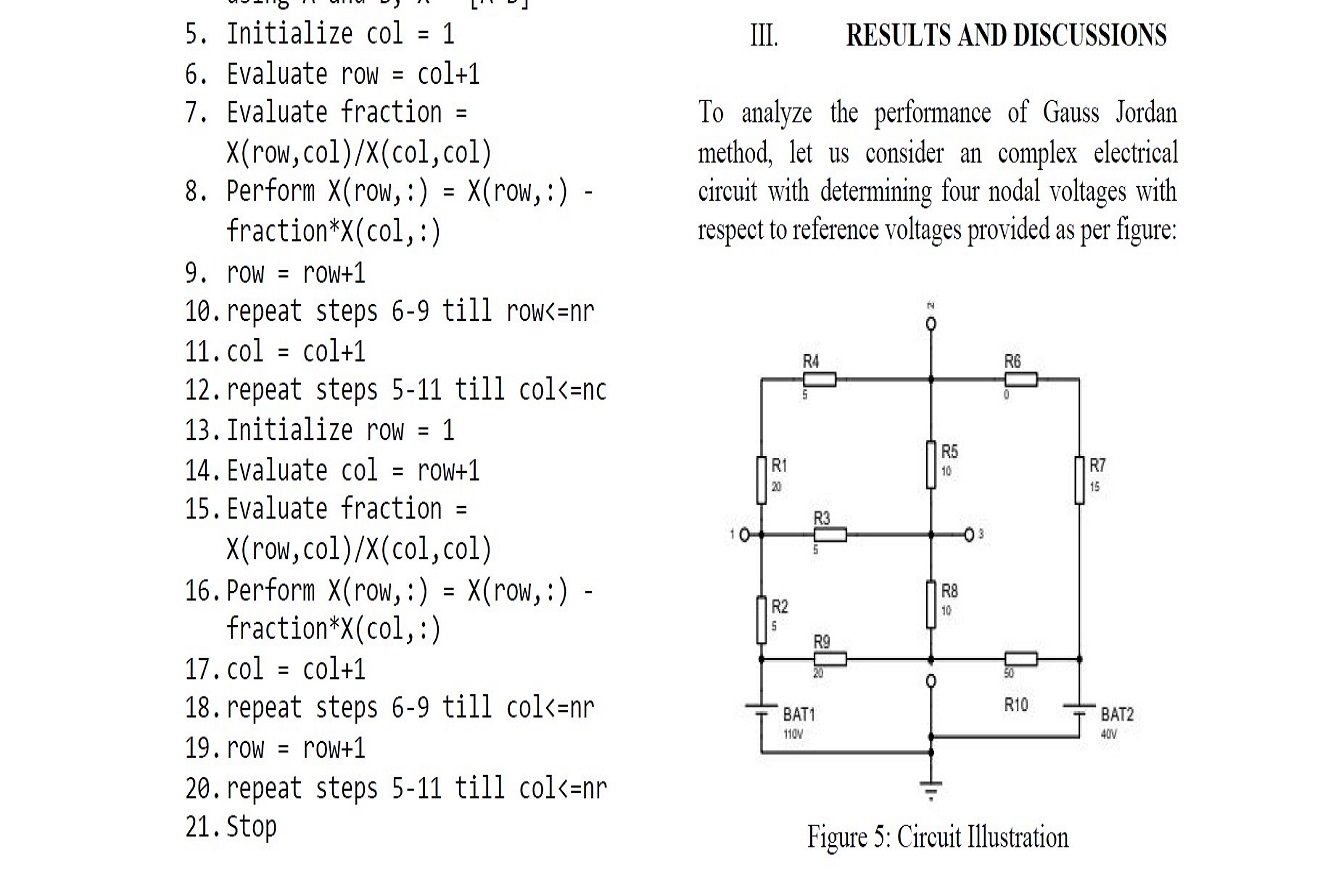 5. Initialize col = 1
6. Evaluate row = col+1
7. Evaluate fraction =
X(row,col)/X(col,col)
8. Perform X(row,:) = X(row,:) -
fraction*X(col,:)
9. row = row+1
10. repeat steps 6-9 till row<=nr
11. col = col+1
12. repeat steps 5-11 till col<=nc
13. Initialize row = 1
14. Evaluate col = row+1
15. Evaluate fraction =
X(row,col)/X(col,col)
16. Perform X(row,:) = X(row,:) -
fraction*X(col,:)
17. col = col+1
18. repeat steps 6-9 till col<=nr
19. row = row+1
20. repeat steps 5-11 till col<=nr
21. Stop
III. RESULTS AND DISCUSSIONS
To analyze the performance of Gauss Jordan
method, let us consider an complex electrical
circuit with determining four nodal voltages with
respect to reference voltages provided as per figure:
2
R4
5
R6
0
R1
20
R5
10
R7
15
1
R3
5
3
R2
5
R8
10
R9
20
50
R10
BAT1
110V
BAT2
40V
Figure 5: Circuit Illustration